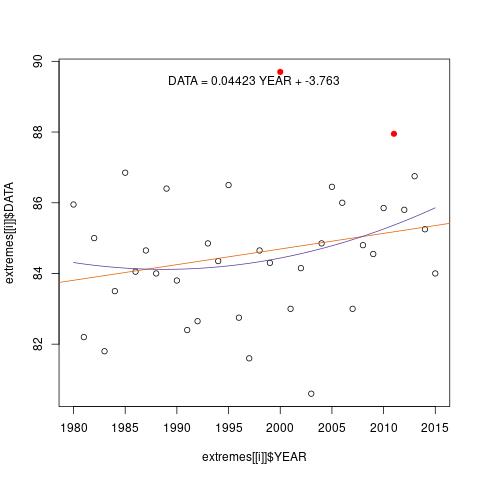 DATA = 0.04423 YEAR + -3.763
extremes[[i]]$DATA
90
88
86
84
82
1980 1985 1990 1995 2000 2005 2010 2015
extremes[[i]]$YEAR